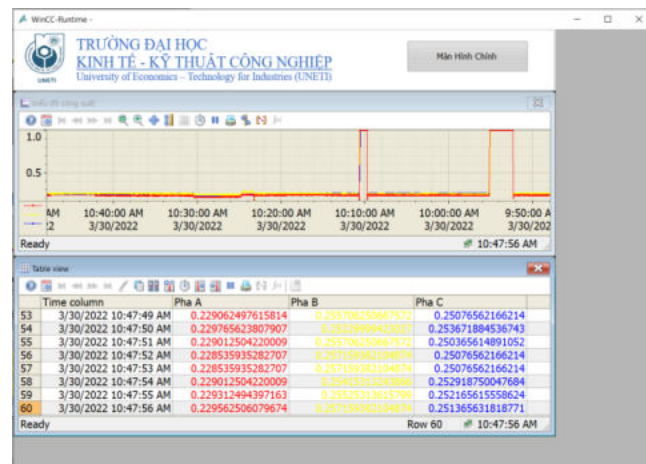 WinCC-Runtime -
TRƯỜNG ĐẠI HỌC
KINH TẾ - KỸ THUẬT CÔNG NGHIỆP
University of Economics – Technology for Industries (UNETI)
UNETI
Màn Hình Chính
1.0
0.5
AM 10:40:00 AM 10:30:00 AM 10:20:00 AM 10:10:00 AM 10:00:00 AM 9:50:00 A
:2 3/30/2022 3/30/2022 3/30/2022 3/30/2022 3/30/2022 3/30/202
Ready 10:47:56 AM
Table view
Time column Pha A Pha B Pha C
53 3/30/2022 10:47:49 AM 0.229062497615814 0.25076562166214
54 3/30/2022 10:47:50 AM 0.229765623807907 0.253671884536743
55 3/30/2022 10:47:51 AM 0.229012504220009 0.250365614891052
56 3/30/2022 10:47:52 AM 0.228535935282707 0.25076562166214
57 3/30/2022 10:47:53 AM 0.228535935282707 0.25076562166214
58 3/30/2022 10:47:54 AM 0.229012504220009 0.252918750047684
59 3/30/2022 10:47:55 AM 0.229312494397163 0.252165615558624
60 3/30/2022 10:47:56 AM 0.229562506079674 0.251365631818771
Ready Row 60 10:47:56 AM